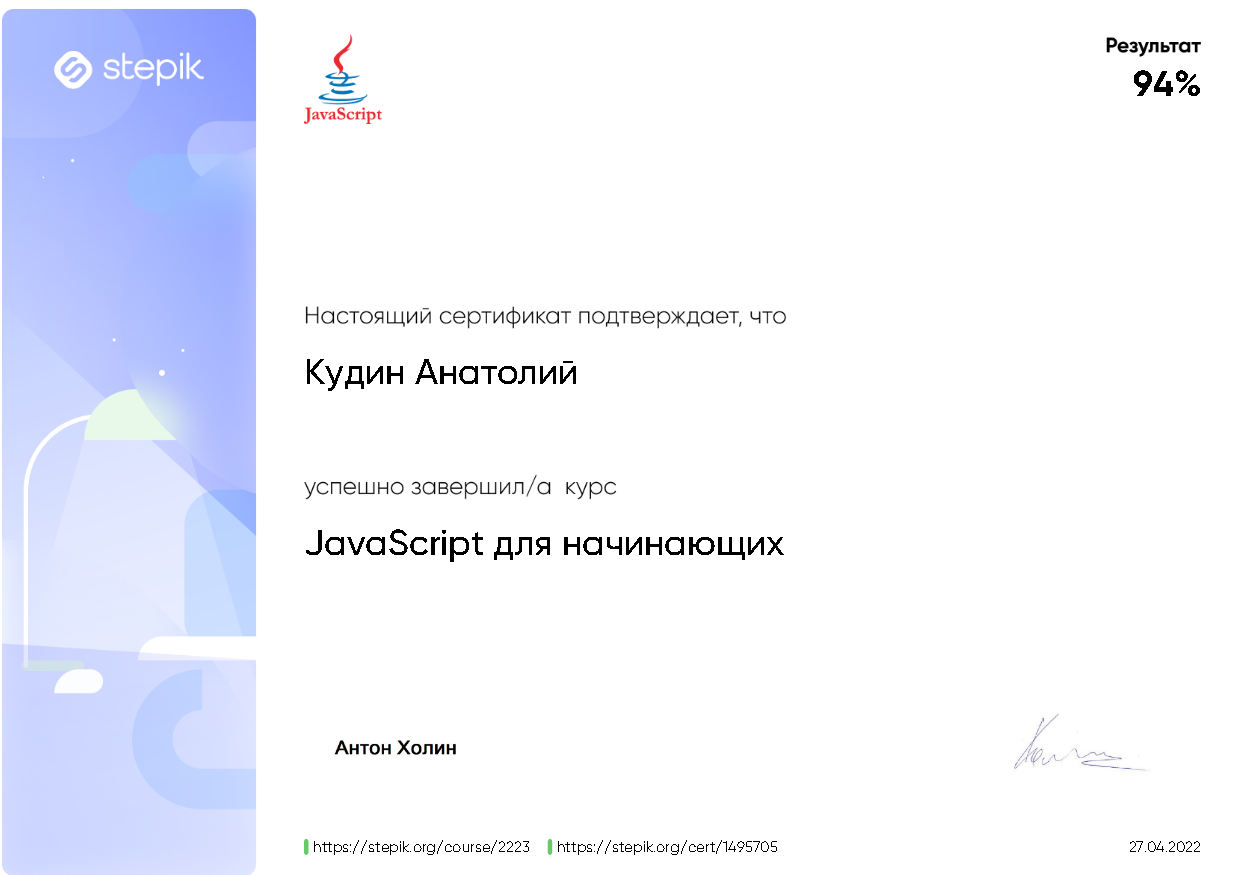 stepik
JavaScript
Результат
94%
Настоящий сертификат подтверждает, что
Кудин Анатолий
успешно завершил/а курс
JavaScript для начинающих
Антон Холин
https://stepik.org/course/2223 https://stepik.org/cert/1495705
27.04.2022